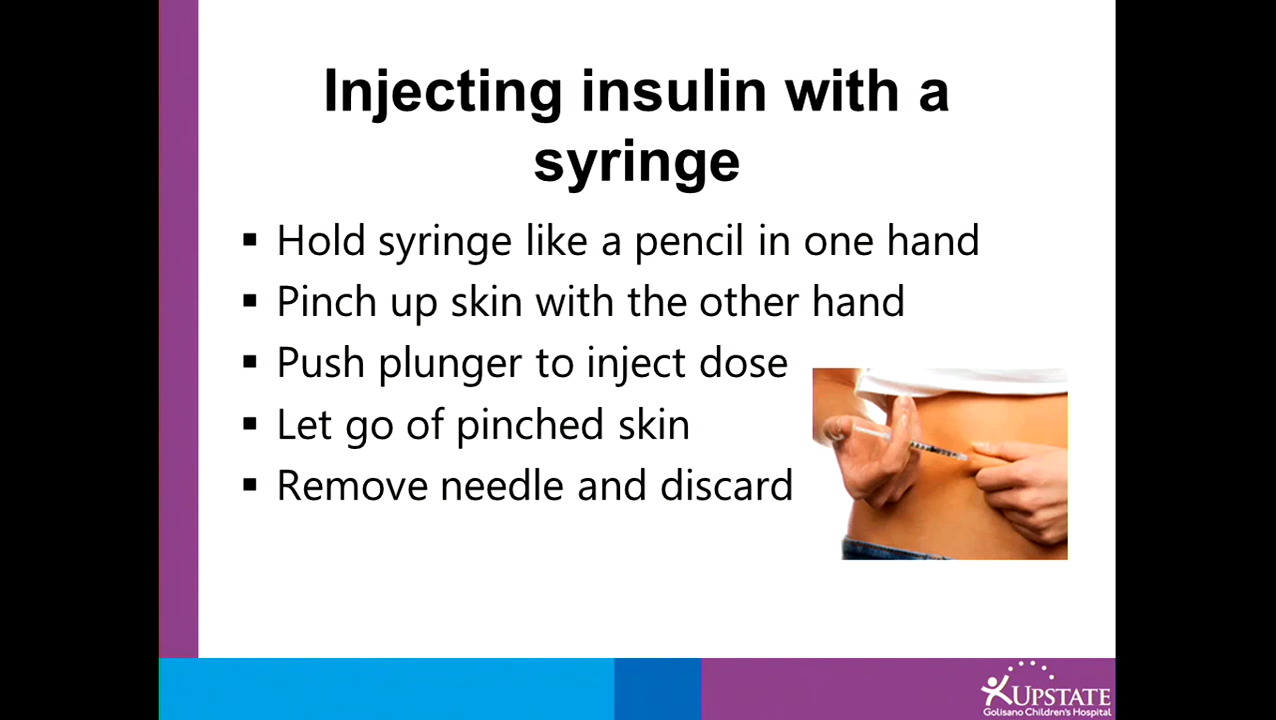 Injecting insulin with a
syringe
▪ Hold syringe like a pencil in one hand
▪ Pinch up skin with the other hand
▪ Push plunger to inject dose
▪ Let go of pinched skin
▪ Remove needle and discard
UPSTATE
Golisano Children's Hospital